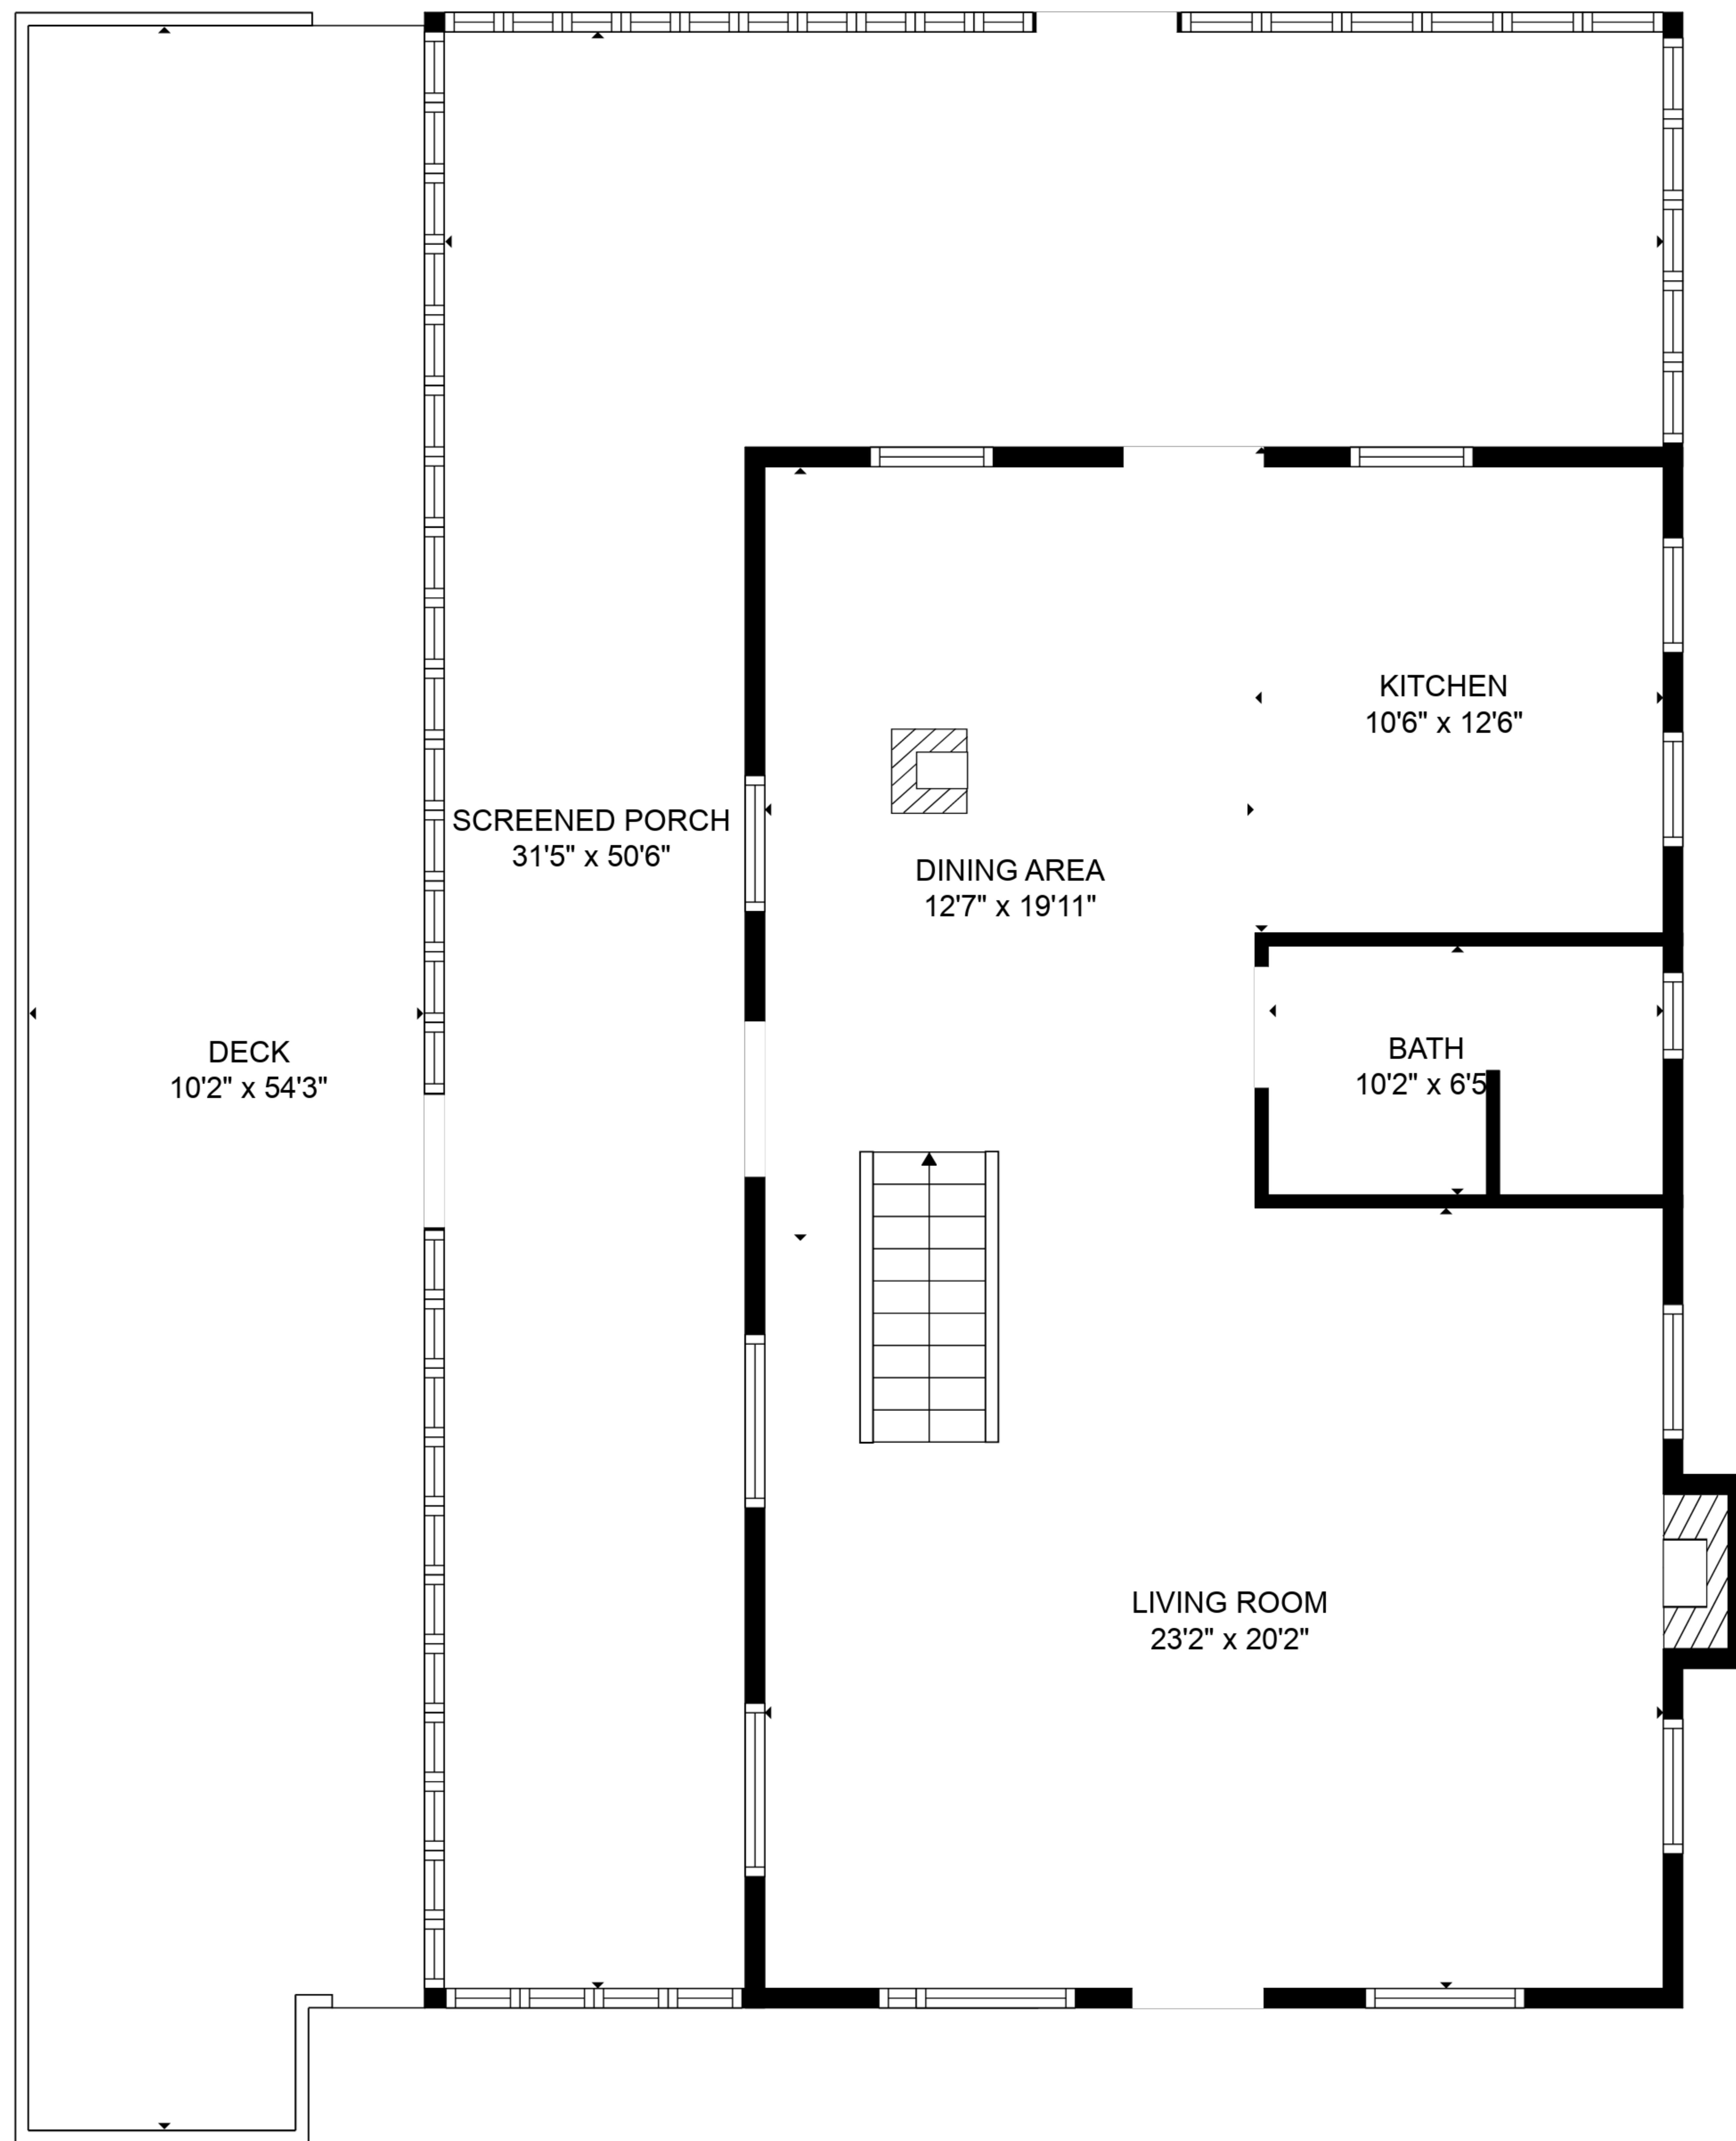 KITCHEN
10'6" x 12'6"
SCREENED PORCH
31'5" x 50'6"
DINING AREA
12'7" x 19'11"
DECK
10'2" x 54'3"
BATH
10'2" x 6'5
LIVING ROOM
23'2" x 20'2"